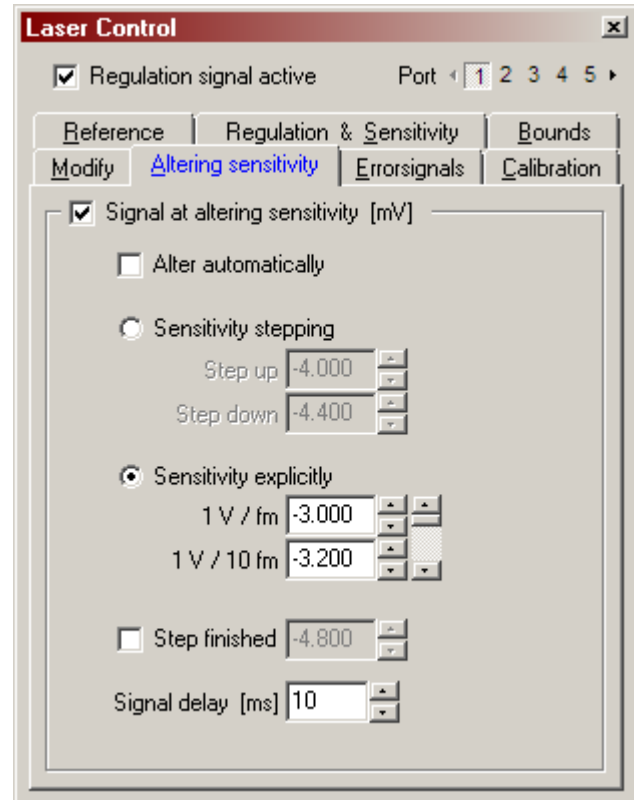 Laser Control
Regulation signal active Port 1 2 3 4 5
Reference Regulation & Sensitivity Bounds
Modify Altering sensitivity Errorsignals Calibration
Signal at altering sensitivity [mV]
Alter automatically
Sensitivity stepping
Step up -4.000
Step down -4.400
Sensitivity explicitly
1 V / fm -3.000
1 V / 10 fm -3.200
Step finished -4.800
Signal delay [ms] 10